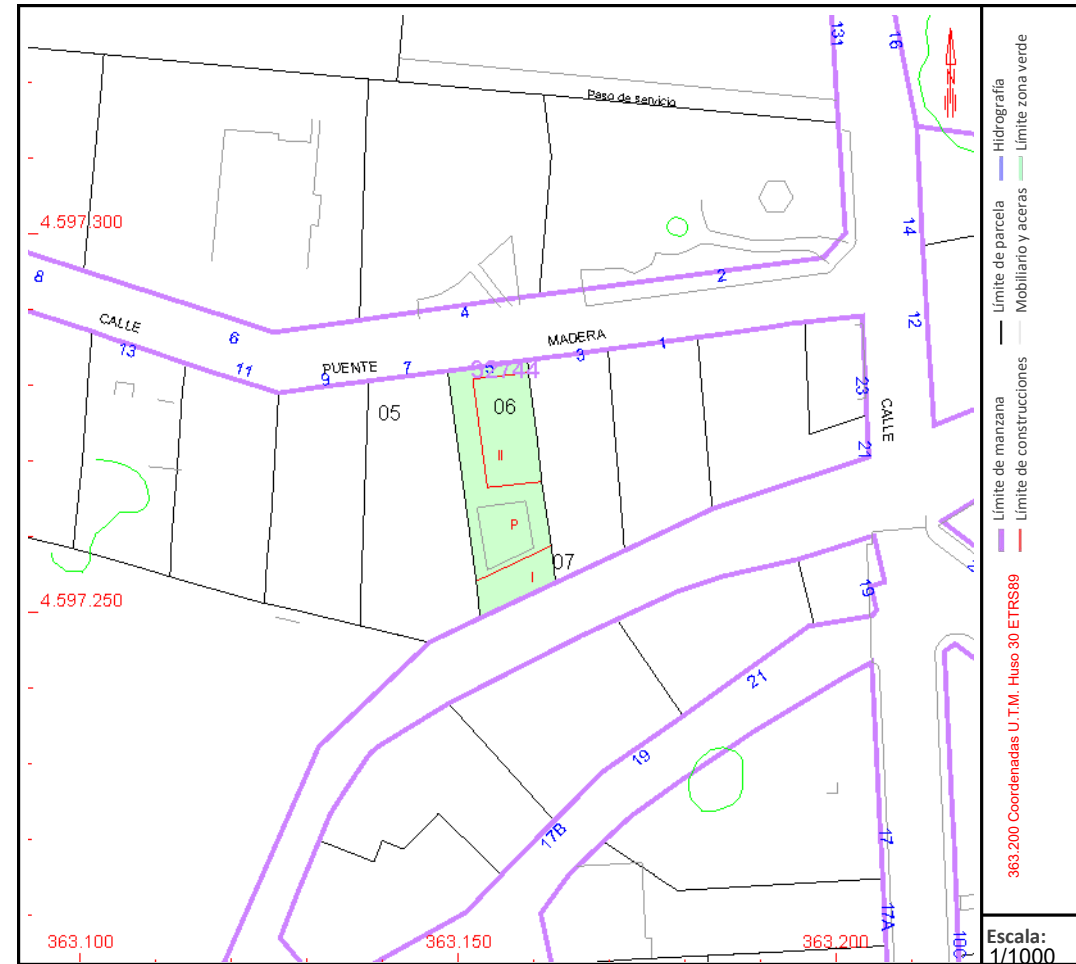 131
16
Paso de servicio
4.597.300
14
8
2
4
12
CALLE
6
MADERA
13
1
11
PUENTE
7
3
9
5
32744
23
05
06
CALLE
21
II
P
07
I
19
4.597.250
21
19
17B
17
17A
100
363.100
363.150
363.200
N
Límite de manzana
Límite de parcela
Hidrografía
Límite de construcciones
Mobiliario y aceras
Límite zona verde
363.200 Coordenadas U.T.M. Huso 30 ETRS89
Escala:
1/1000